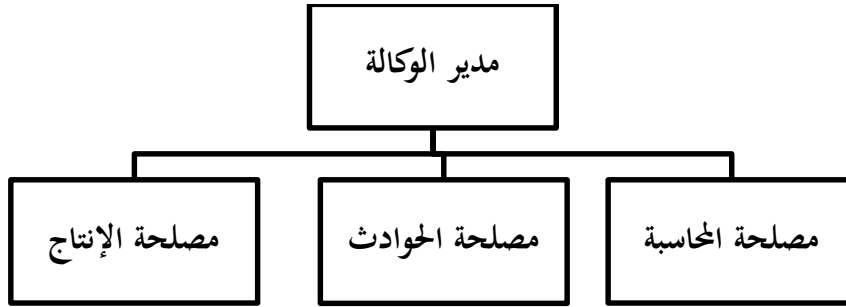 مدير الوكالة
مصلحة المحاسبة
مصلحة الحوادث
مصلحة الإنتاج